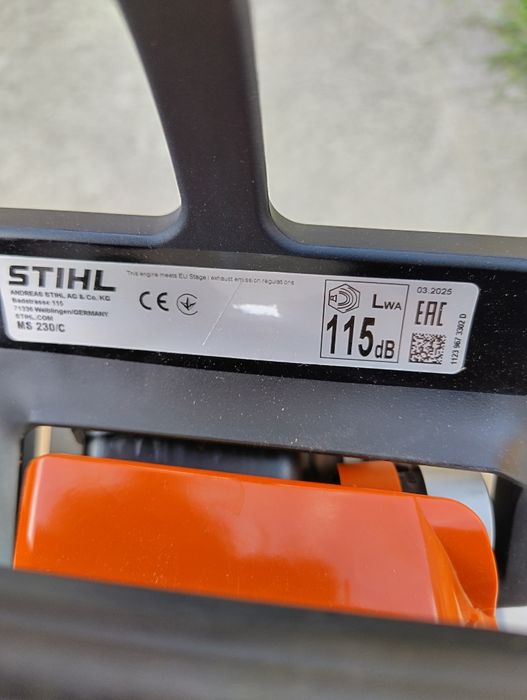 STIHL
ANDREAS STIHL AG & Co. KG
Badstrasse 115
71336 Waiblingen/GERMANY
STIHL.COM
MS 230/C
This engine meets EU Stage I exhaust emission regulations
CE
LWA
115dB
03.2025
EAC
1123 967 3302 D